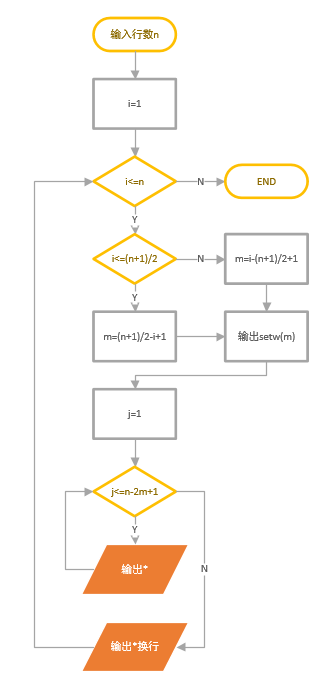 输入行数n
i=1
i<=n
N
END
Y
i<=(n+1)/2
N
m=i-(n+1)/2+1
Y
m=(n+1)/2-i+1
输出setw(m)
j=1
j<=n-2m+1
Y
输出*
N
输出*换行